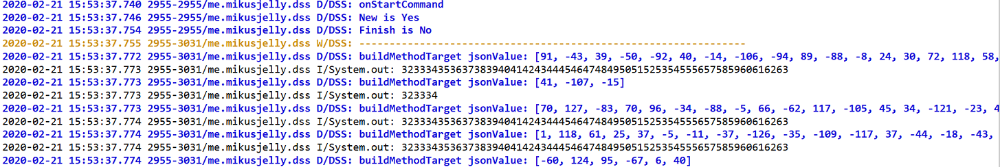 2020-02-21 15:53:37.740 2955-2955/me.mikusjelly.dss D/DSS: onStartCommand
2020-02-21 15:53:37.746 2955-2955/me.mikusjelly.dss D/DSS: New is Yes
2020-02-21 15:53:37.754 2955-2955/me.mikusjelly.dss D/DSS: Finish is No
2020-02-21 15:53:37.755 2955-3031/me.mikusjelly.dss W/DSS: ----------------------------------------------------------------
2020-02-21 15:53:37.772 2955-3031/me.mikusjelly.dss D/DSS: buildMethodTarget jsonValue: [91, -43, 39, -50, -92, 40, -14, -106, -94, 89, -88, -8, 24, 30, 72, 118, 58,
2020-02-21 15:53:37.773 2955-3031/me.mikusjelly.dss I/System.out: 3233343536373839404142434445464748495051525354555657585960616263
2020-02-21 15:53:37.773 2955-3031/me.mikusjelly.dss D/DSS: buildMethodTarget jsonValue: [41, -107, -15]
2020-02-21 15:53:37.773 2955-3031/me.mikusjelly.dss I/System.out: 323334
2020-02-21 15:53:37.773 2955-3031/me.mikusjelly.dss D/DSS: buildMethodTarget jsonValue: [70, 127, -83, 70, 96, -34, -88, -5, 66, -62, 117, -105, 45, 34, -121, -23, 4
2020-02-21 15:53:37.774 2955-3031/me.mikusjelly.dss I/System.out: 3233343536373839404142434445464748495051525354555657585960616263
2020-02-21 15:53:37.774 2955-3031/me.mikusjelly.dss D/DSS: buildMethodTarget jsonValue: [1, 118, 61, 25, 37, -5, -11, -37, -126, -35, -109, -117, 37, -44, -18, -43,
2020-02-21 15:53:37.774 2955-3031/me.mikusjelly.dss I/System.out: 3233343536373839404142434445464748495051525354555657585960616263
2020-02-21 15:53:37.774 2955-3031/me.mikusjelly.dss D/DSS: buildMethodTarget jsonValue: [-60, 124, 95, -67, 6, 40]